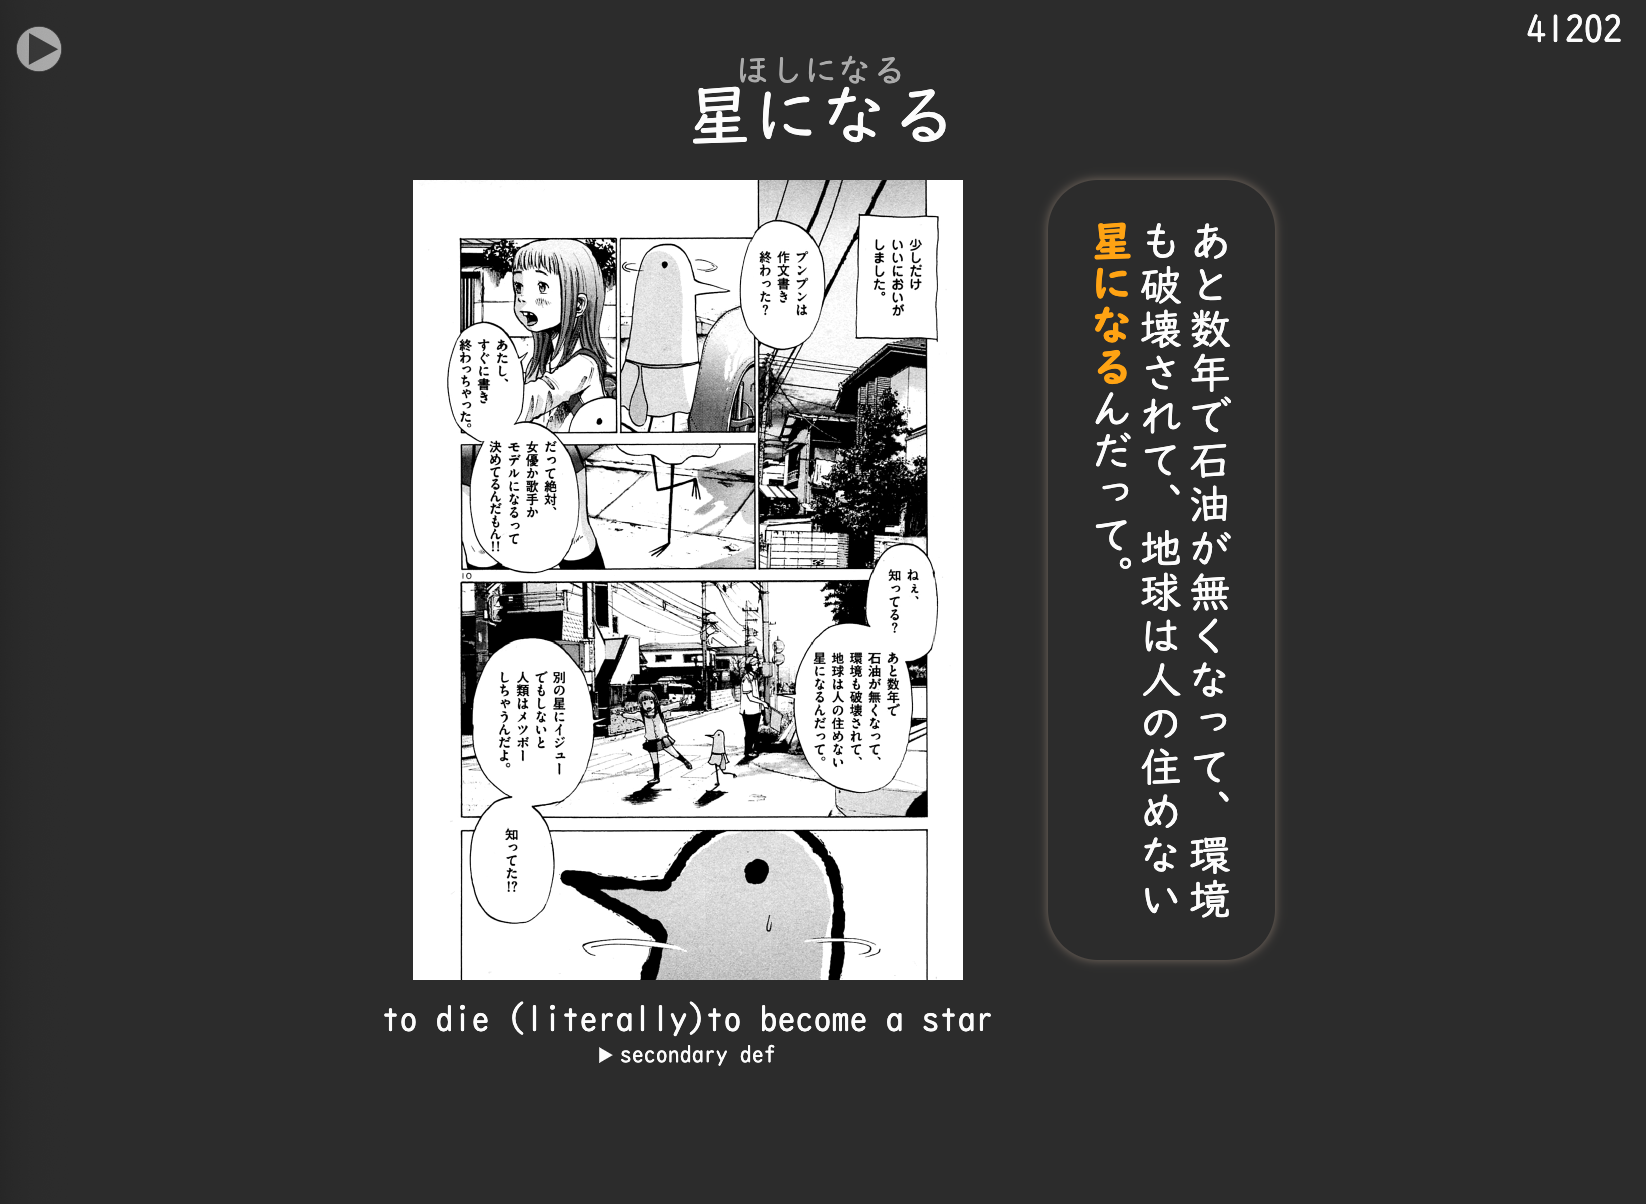 41202
ほしになる
星になる
少しだけ
いいにおいが
しました。
プンプンは
作文書き
終わった?
あたし、
すぐに書き
終わっちゃった。
だって絶対、
女優か歌手か
モデルになるって
決めてるんだもん!!
10
ねぇ、
知ってる?
あと数年で
石油が無くなって、
環境も破壊されて、
地球は人の住めない
星になるんだって。
別の星にイジュー
でもしないと
人類はメツボー
しちゃうんだよ。
知ってた!?
あと数年で石油が無くなって、環境
も破壊されて、地球は人の住めない
星になるんだって。
to die (literally)to become a star
▶ secondary def